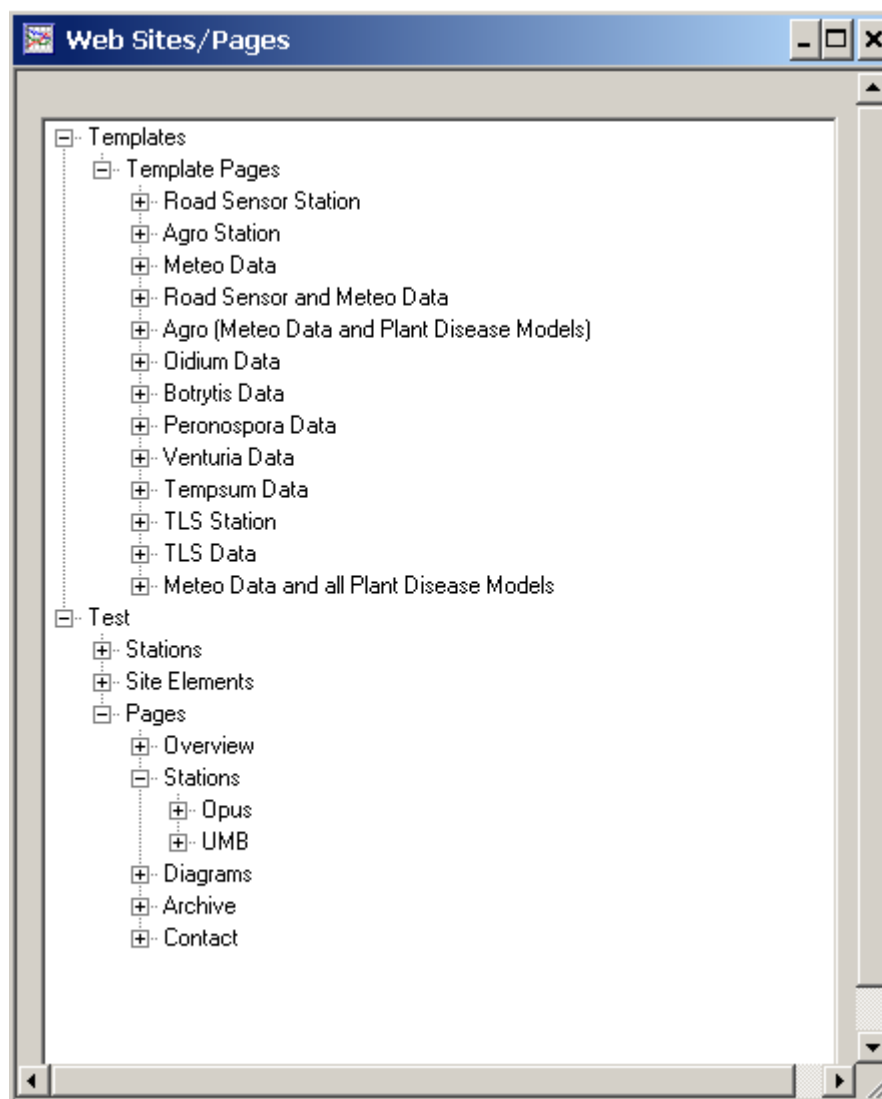 Web Sites/Pages
Templates
Template Pages
Road Sensor Station
Agro Station
Meteo Data
Road Sensor and Meteo Data
Agro (Meteo Data and Plant Disease Models)
Oidium Data
Botrytis Data
Peronospora Data
Venturia Data
Tempsum Data
TLS Station
TLS Data
Meteo Data and all Plant Disease Models
Test
Stations
Site Elements
Pages
Overview
Stations
Opus
UMB
Diagrams
Archive
Contact